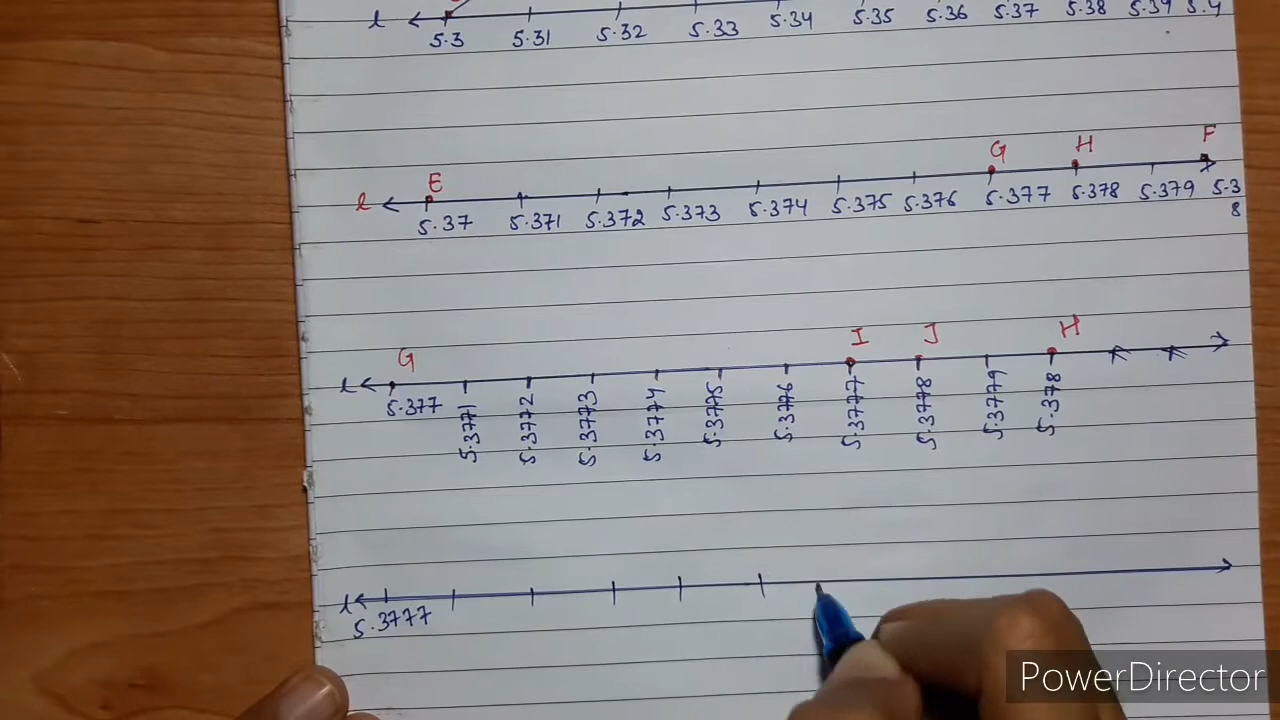 l 5.3 5.31 5.32 5.33 5.34 5.35 5.36 5.37 5.38 5.39 5.4
E G H F
l 5.37 5.371 5.372 5.373 5.374 5.375 5.376 5.377 5.378 5.379 5.38
G I J H
l 5.377 5.3771 5.3772 5.3773 5.3774 5.3775 5.3776 5.3777 5.3778 5.3779 5.378
l
5.3777
PowerDirector